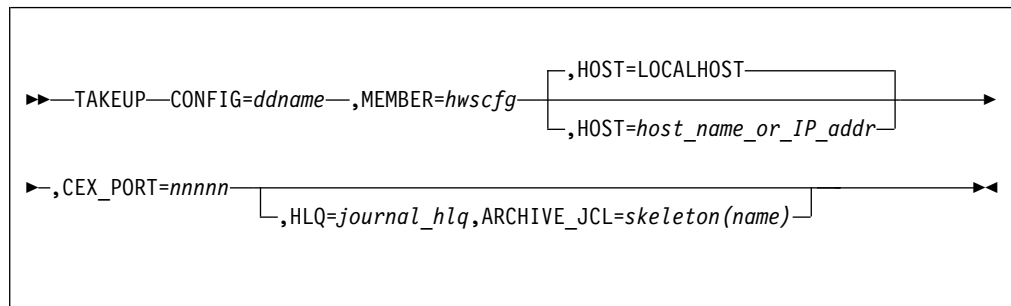 ,HOST=LOCALHOST
TAKEUP CONFIG=ddname ,MEMBER=hwscfg
,HOST=host_name_or_IP_addr
,CEX_PORT=nnnnn
,HLQ=journal_hlq,ARCHIVE_JCL=skeleton(name)